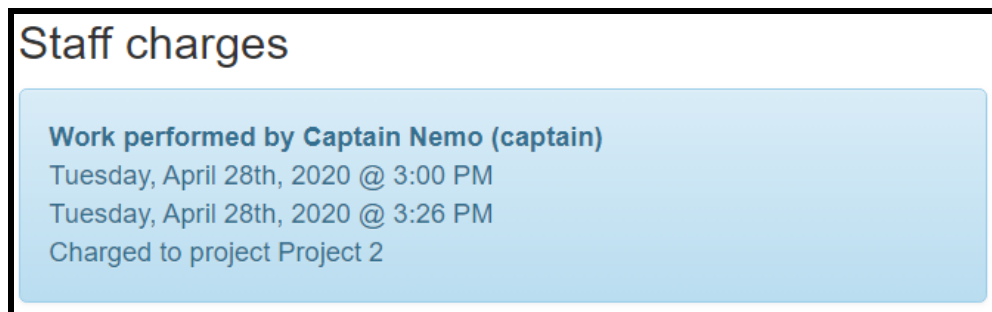 Staff charges
Work performed by Captain Nemo (captain)
Tuesday, April 28th, 2020 @ 3:00 PM
Tuesday, April 28th, 2020 @ 3:26 PM
Charged to project Project 2